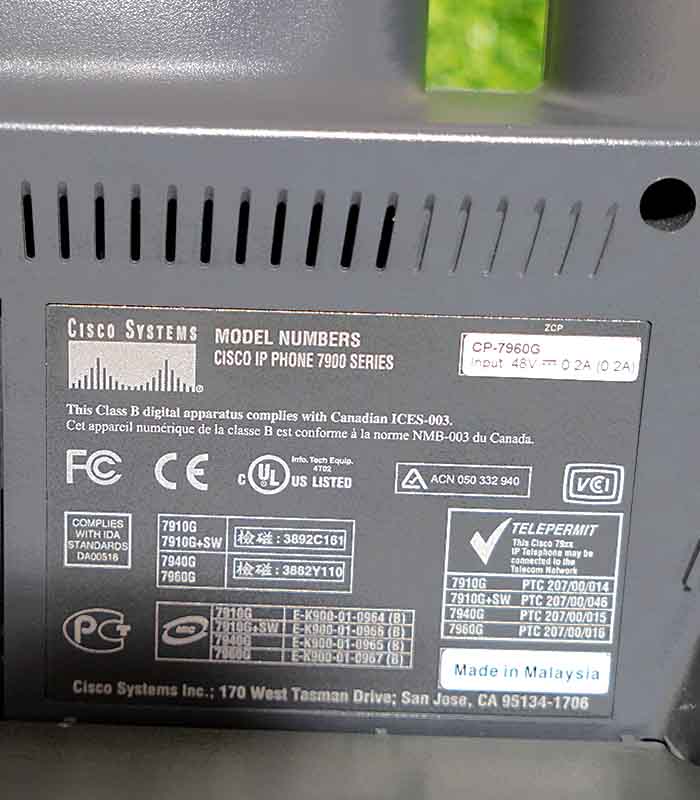 CISCO SYSTEMS
MODEL NUMBERS
CISCO IP PHONE 7900 SERIES
ZCP
CP-7960G
Input 48V 0.2A (0.2A)
This Class B digital apparatus complies with Canadian ICES-003.
Cet appareil numérique de la classe B est conforme à la norme NMB-003 du Canada.
FC CE
C UL US LISTED
Info. Tech Equip.
4T02
ACN 050 332 940
VCI
COMPLIES
WITH IDA
STANDARDS
DA00516
7910G
7910G+SW
檢磁 : 3892C161
7940G
7960G
檢磁 : 3882Y110
TELEPERMIT
This Cisco 79xx
IP Telephone may be
connected to the
Telecom Network
7910G PTC 207/00/014
7910G+SW PTC 207/00/046
7940G PTC 207/00/015
7960G PTC 207/00/016
PCT
7910G E-K900-01-0964 (B)
7910G+SW E-K900-01-0966 (B)
7940G E-K900-01-0965 (B)
7960G E-K900-01-0967 (B)
Made in Malaysia
Cisco Systems Inc.; 170 West Tasman Drive; San Jose, CA 95134-1706